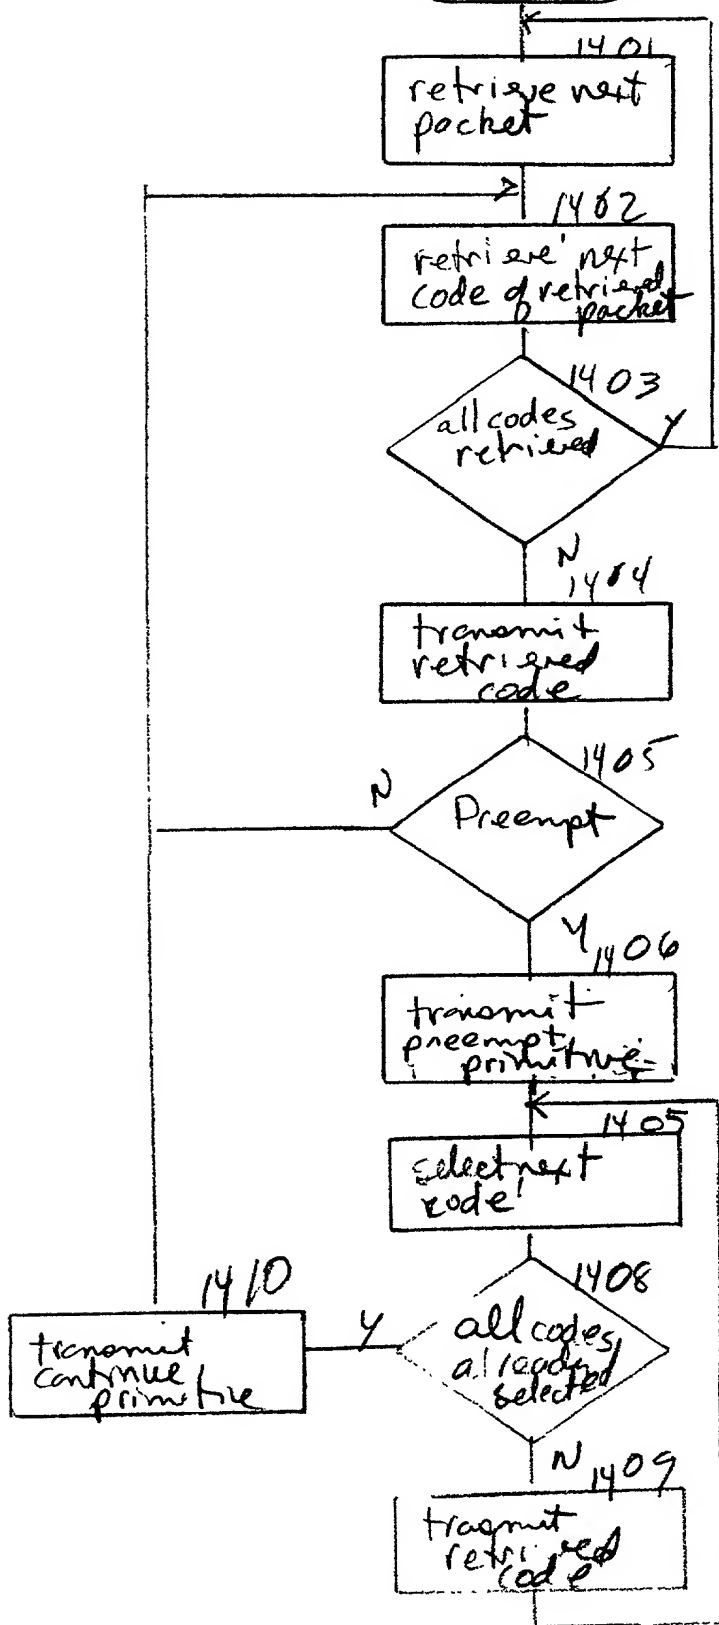 1401
retrieve next
packet
1402
retrieve next
code of retrieved
packet
1403
all codes
retrieved
Y
N
1404
transmit
retrieved
code
1405
N
Preempt
Y
1406
transmit
preempt
primitive
1405
select next
code
1410
1408
Y
transmit
continue
primitive
all codes
already
selected
N
1409
transmit
retrieved
code